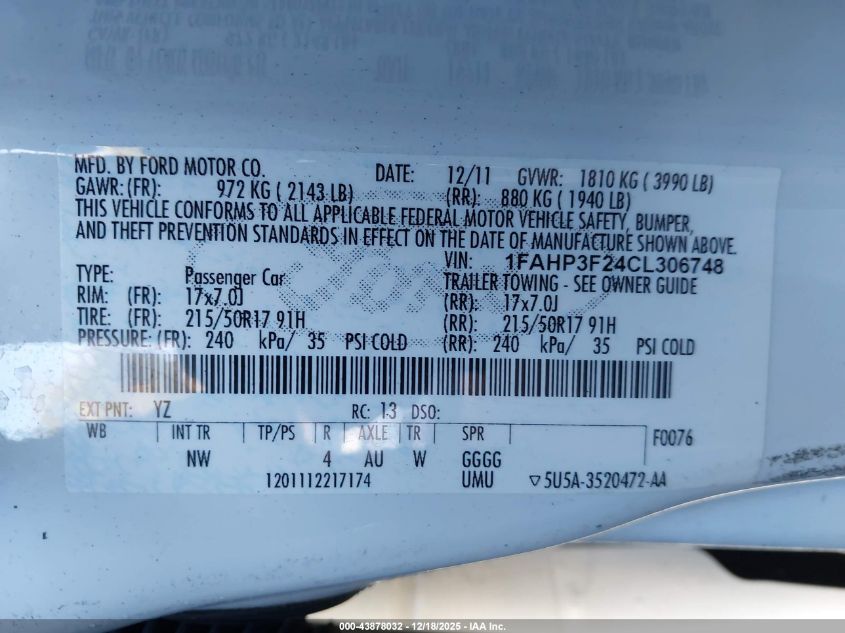 MFD. BY FORD MOTOR CO. DATE: 12/11 GVWR: 1810 KG ( 3990 LB)
GAWR: (FR): 972 KG ( 2143 LB) (RR): 880 KG ( 1940 LB)
THIS VEHICLE CONFORMS TO ALL APPLICABLE FEDERAL MOTOR VEHICLE SAFETY, BUMPER,
AND THEFT PREVENTION STANDARDS IN EFFECT ON THE DATE OF MANUFACTURE SHOWN ABOVE.
VIN: 1FAHP3F24CL306748
TYPE: Passenger Car TRAILER TOWING - SEE OWNER GUIDE
RIM: (FR): 17x7.0J (RR): 17x7.0J
TIRE: (FR): 215/50R17 91H (RR): 215/50R17 91H
PRESSURE: (FR): 240 kPa/ 35 PSI COLD (RR): 240 kPa/ 35 PSI COLD
EXT PNT: YZ RC: 13 DSO:
WB INT TR TP/PS R AXLE TR SPR F0076
NW 4 AU W GGGG
1201112217174 UMU ▽5U5A-3520472-AA
000-43878032 - 12/18/2025 - IAA Inc.